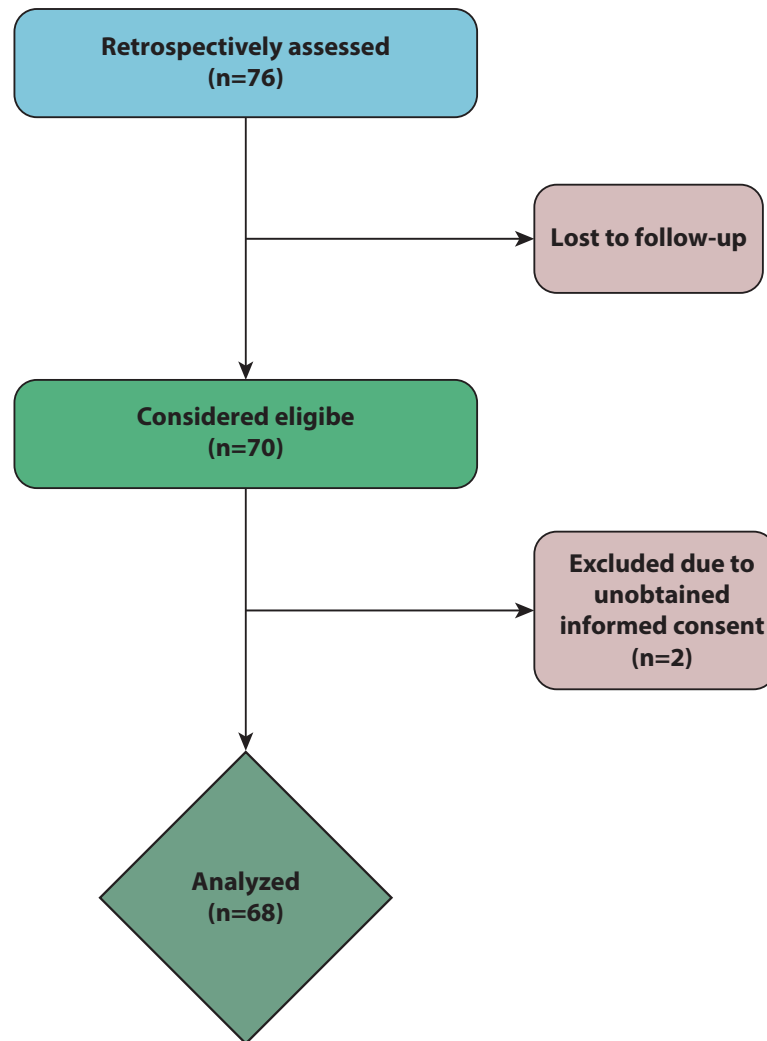 Retrospectively assessed
(n=76)
Lost to follow-up
Considered eligibe
(n=70)
Excluded due to
unobtained
informed consent
(n=2)
Analyzed
(n=68)